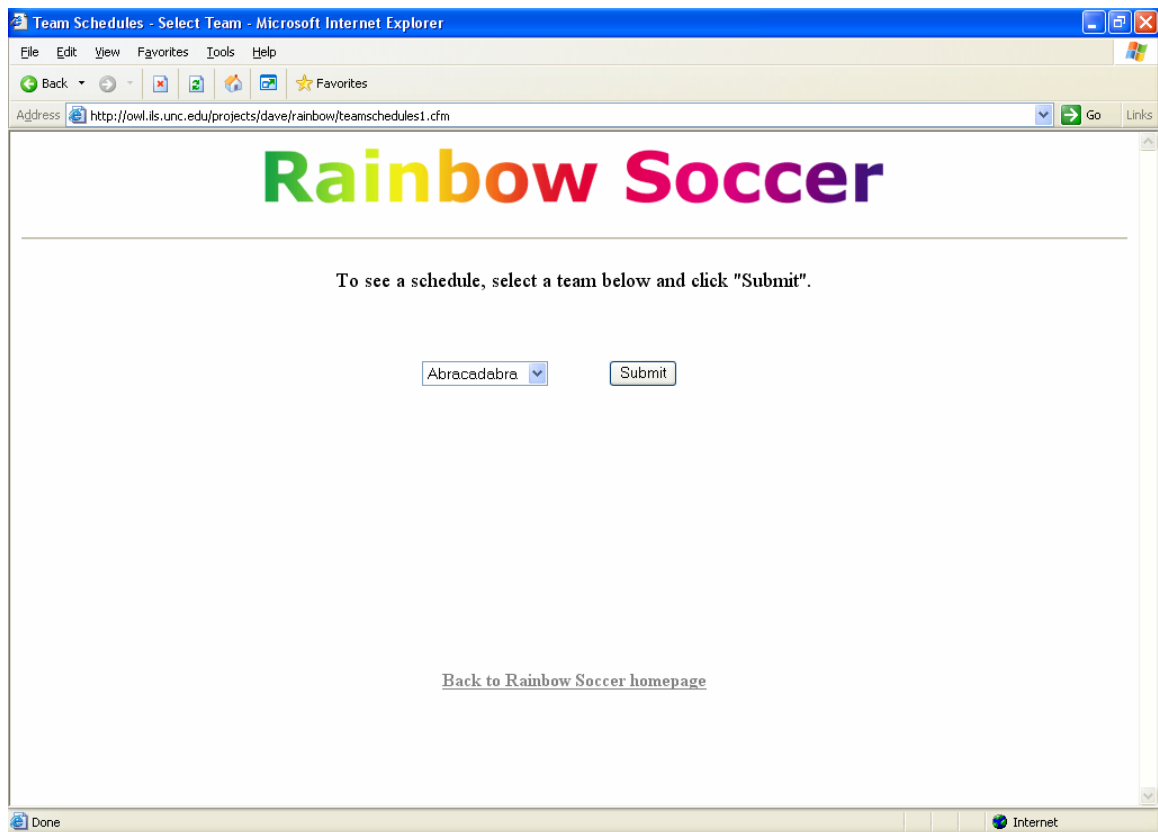 Team Schedules - Select Team - Microsoft Internet Explorer
File Edit View Favorites Tools Help
Back Favorites
Address http://owl.ils.unc.edu/projects/dave/rainbow/teamschedules1.cfm Go Links
Rainbow Soccer
To see a schedule, select a team below and click "Submit".
Abracadabra Submit
Back to Rainbow Soccer homepage
Done Internet